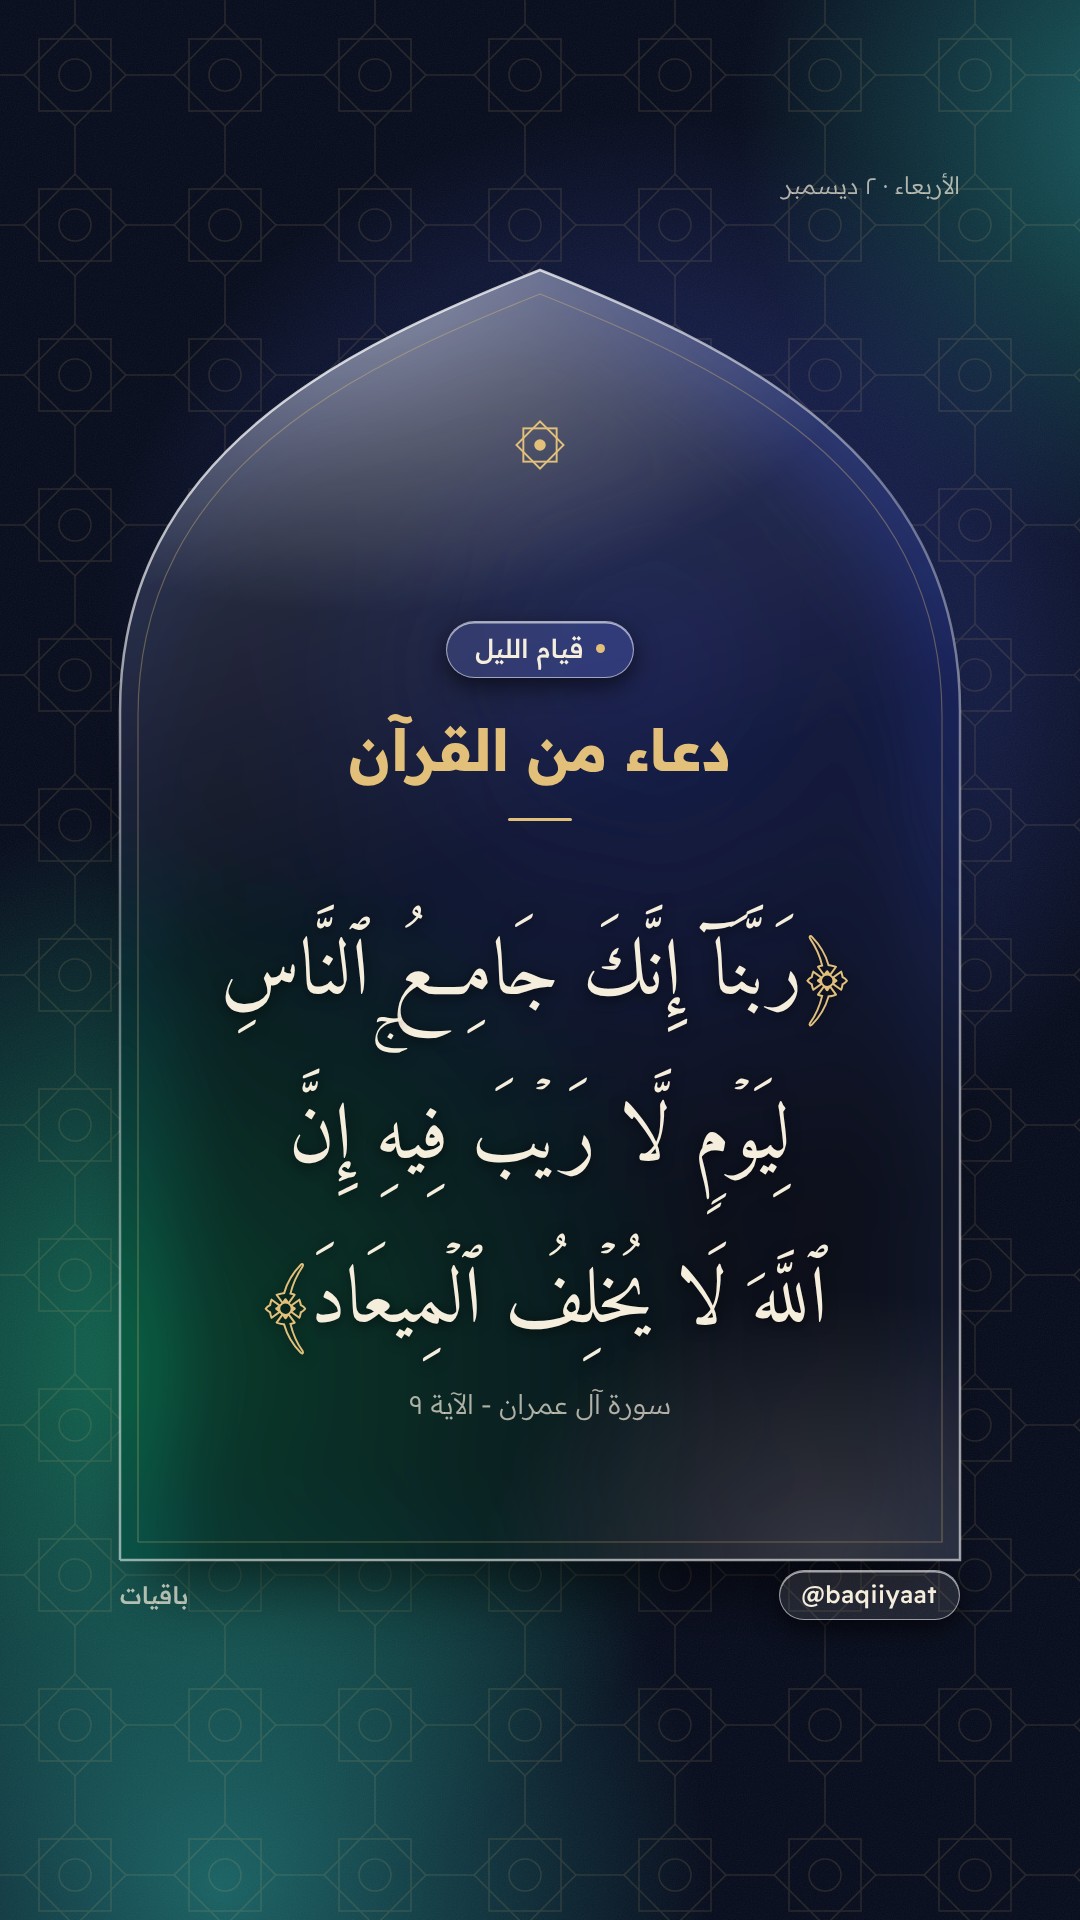 الأربعاء · ٢ ديسمبر
قيام الليل
دعاء من القرآن
﴿رَبَّنَآ إِنَّكَ جَامِعُ ٱلنَّاسِ
لِيَوۡمٍ لَّا رَيۡبَ فِيهِ إِنَّ
ٱللَّهَ لَا يُخۡلِفُ ٱلۡمِيعَادَ﴾
سورة آل عمران - الآية ٩
@baqiiyaat
باقيات